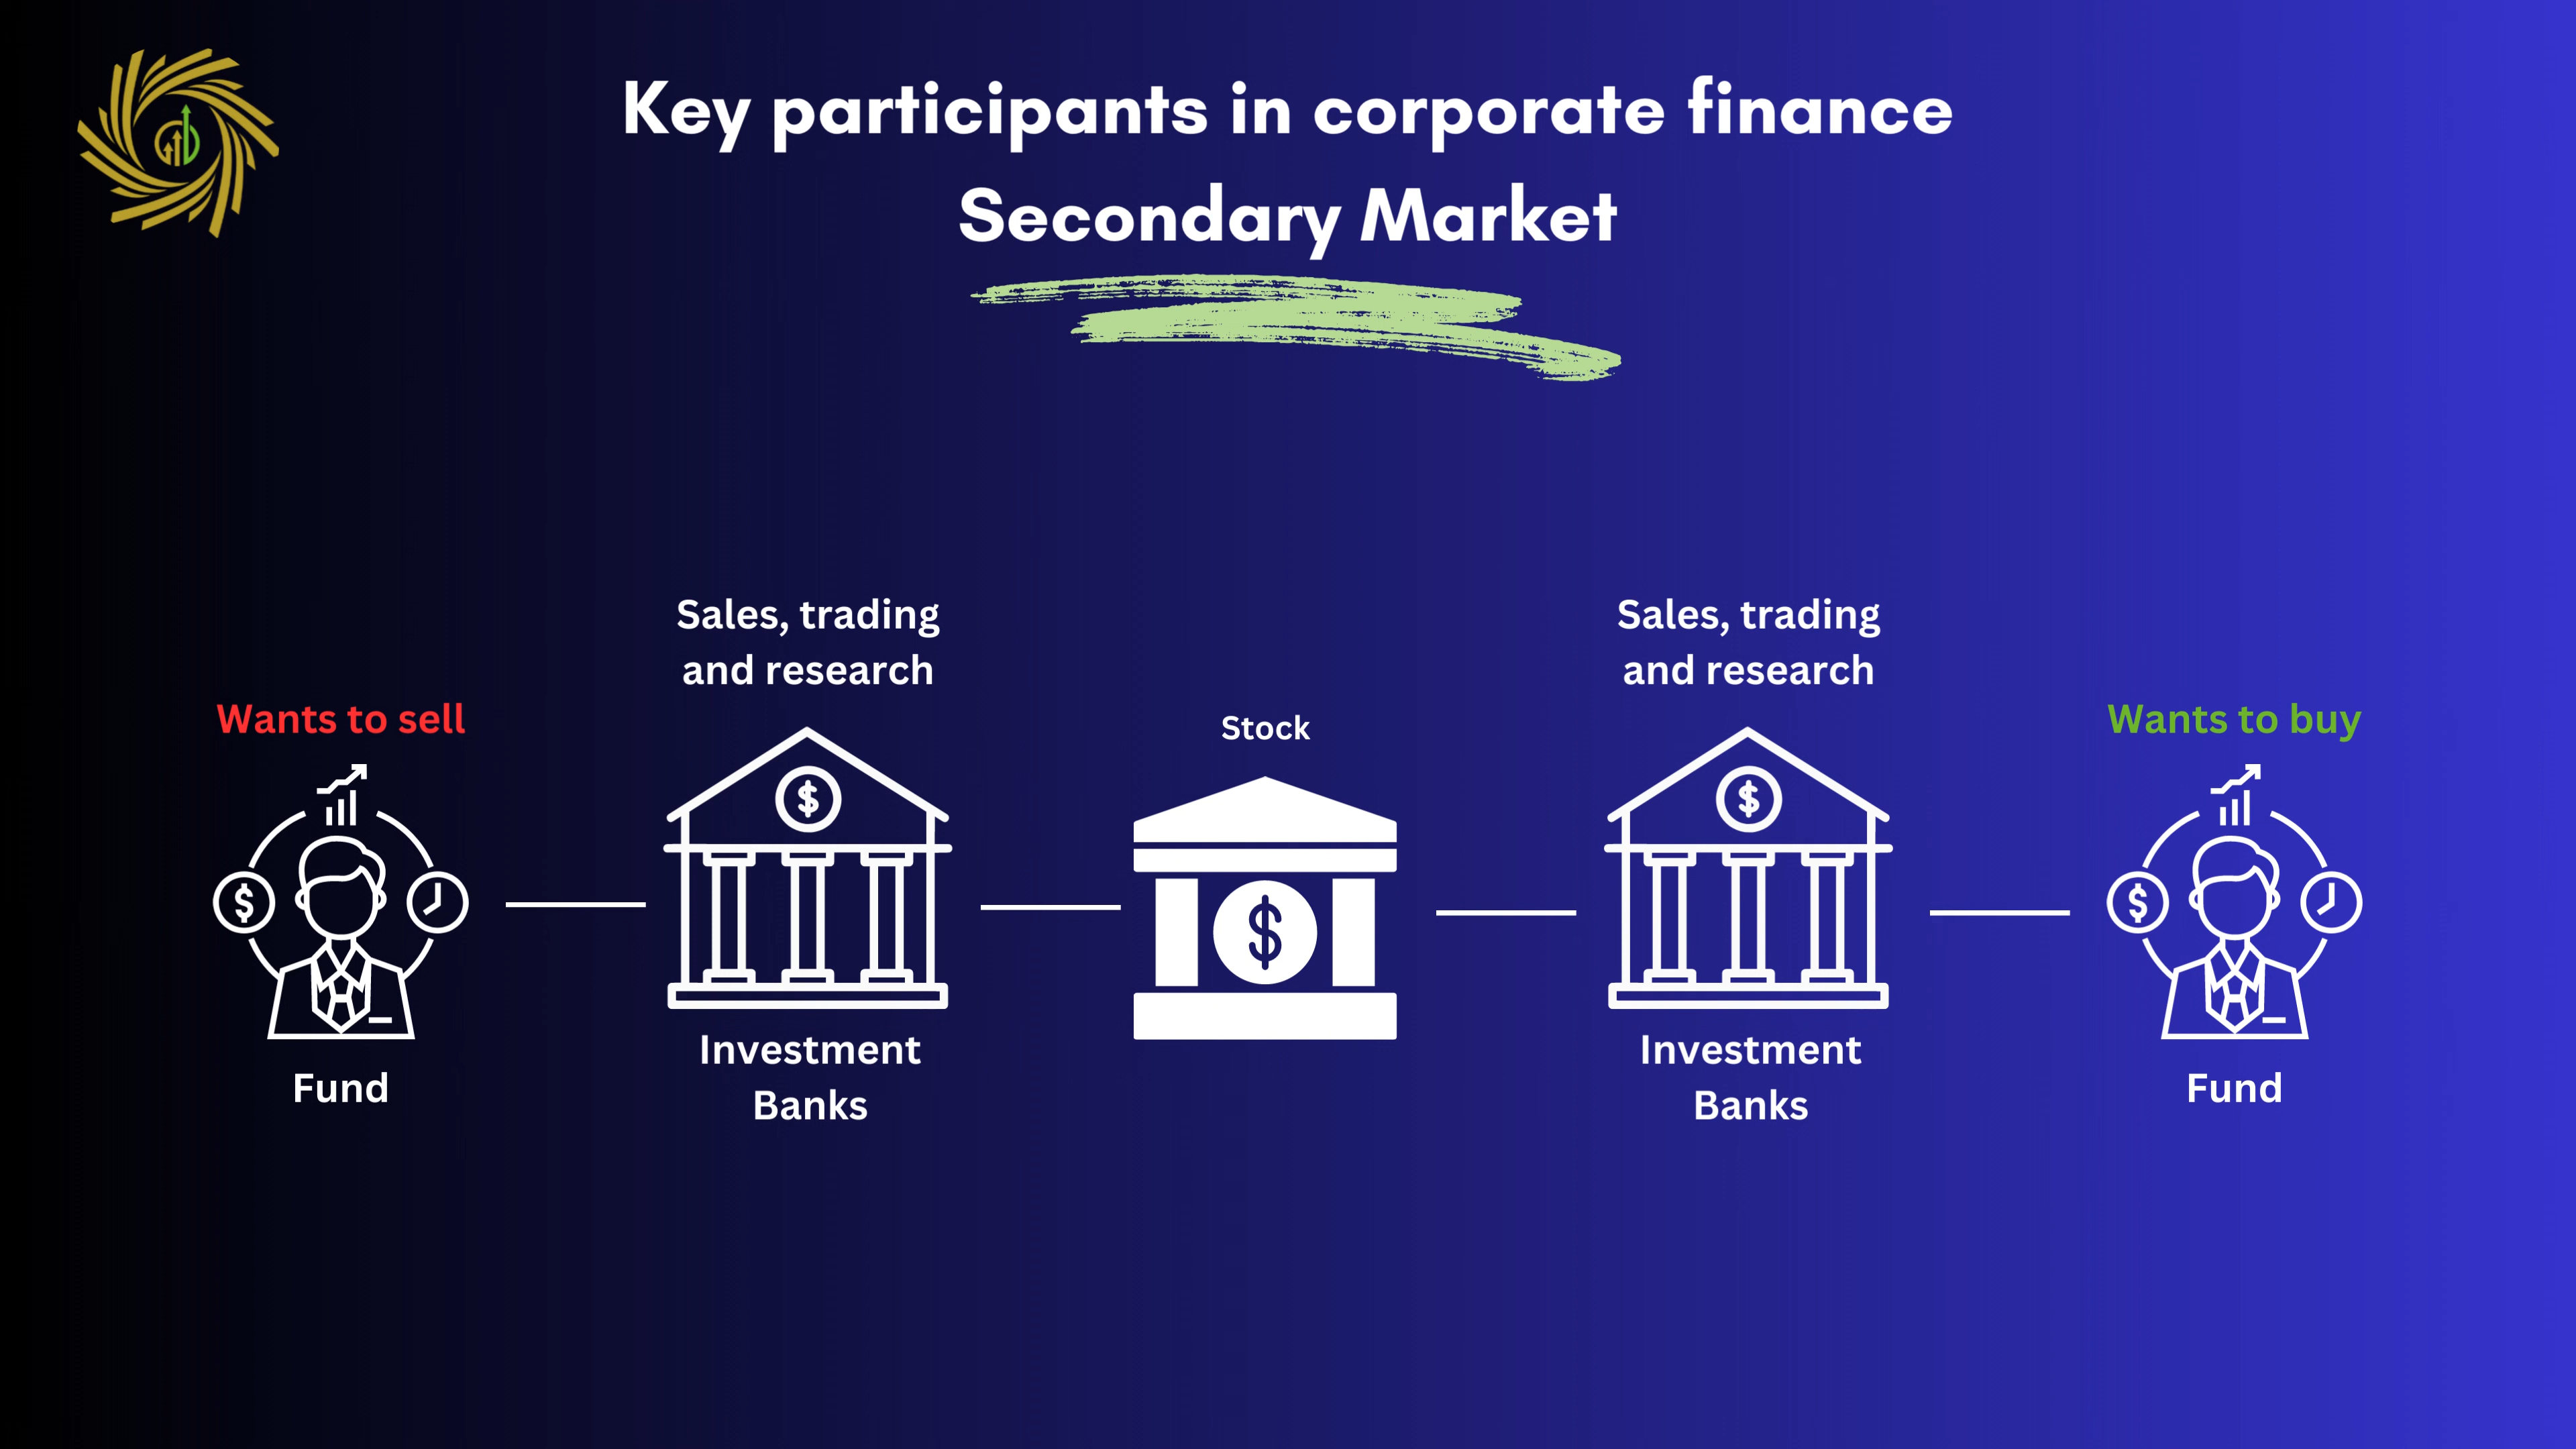 Key participants in corporate finance
Secondary Market
Sales, trading
and research
Sales, trading
and research
Wants to sell
Stock
Wants to buy
$
$
$
$
$
Investment
Banks
Investment
Banks
Fund
Fund